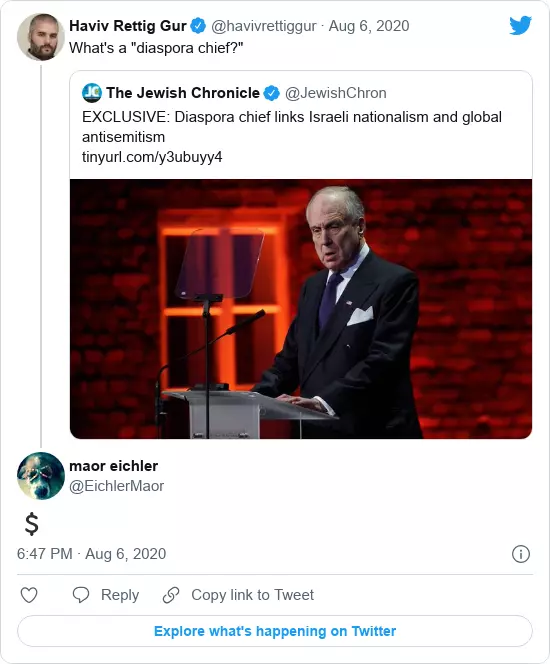 Haviv Rettig Gur @havivrettiggur · Aug 6, 2020
What's a "diaspora chief?"
JC The Jewish Chronicle @JewishChron
EXCLUSIVE: Diaspora chief links Israeli nationalism and global
antisemitism
tinyurl.com/y3ubuyy4
maor eichler
@EichlerMaor
$
6:47 PM · Aug 6, 2020
Reply
Copy link to Tweet
Explore what's happening on Twitter